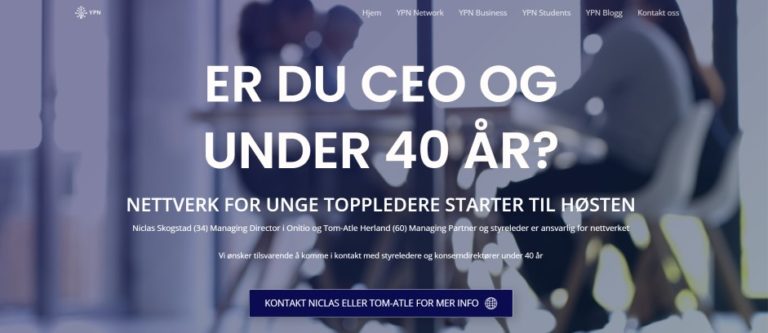 YPN
Hjem YPN Network YPN Business YPN Students YPN Blogg Kontakt oss
ER DU CEO OG
UNDER 40 ÅR?
NETTVERK FOR UNGE TOPPLEDERE STARTER TIL HØSTEN
Niclas Skogstad (34) Managing Director i Onitio og Tom-Atle Herland (60) Managing Partner og styreleder er ansvarlig for nettverket
Vi ønsker tilsvarende å komme i kontakt med styreledere og konserndirektører under 40 år
KONTAKT NICLAS ELLER TOM-ATLE FOR MER INFO